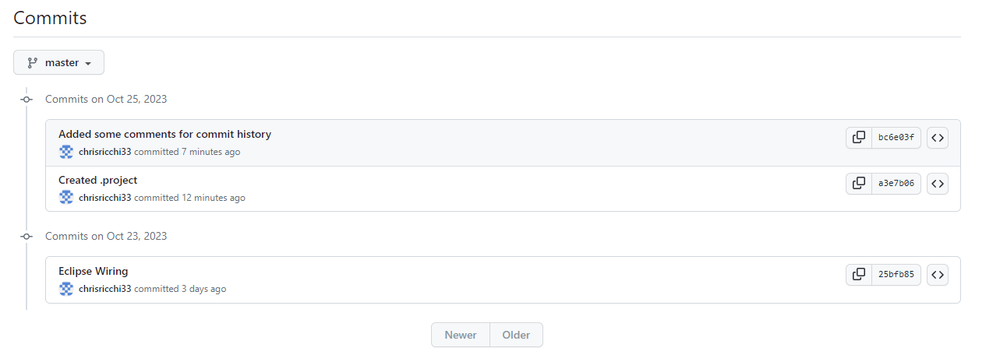 Commits
master
Commits on Oct 25, 2023
Added some comments for commit history
bc6e03f
chrisricchi33 committed 7 minutes ago
Created .project
a3e7b06
chrisricchi33 committed 12 minutes ago
Commits on Oct 23, 2023
Eclipse Wiring
25bfb85
chrisricchi33 committed 3 days ago
Newer Older